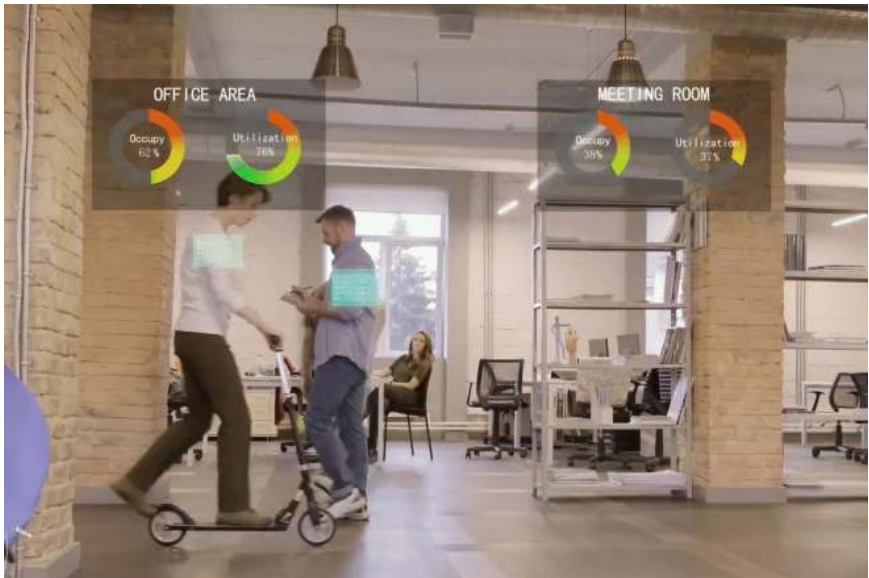 OFFICE AREA
Occupy
62%
Utilization
76%
MEETING ROOM
Occupy
38%
Utilization
37%